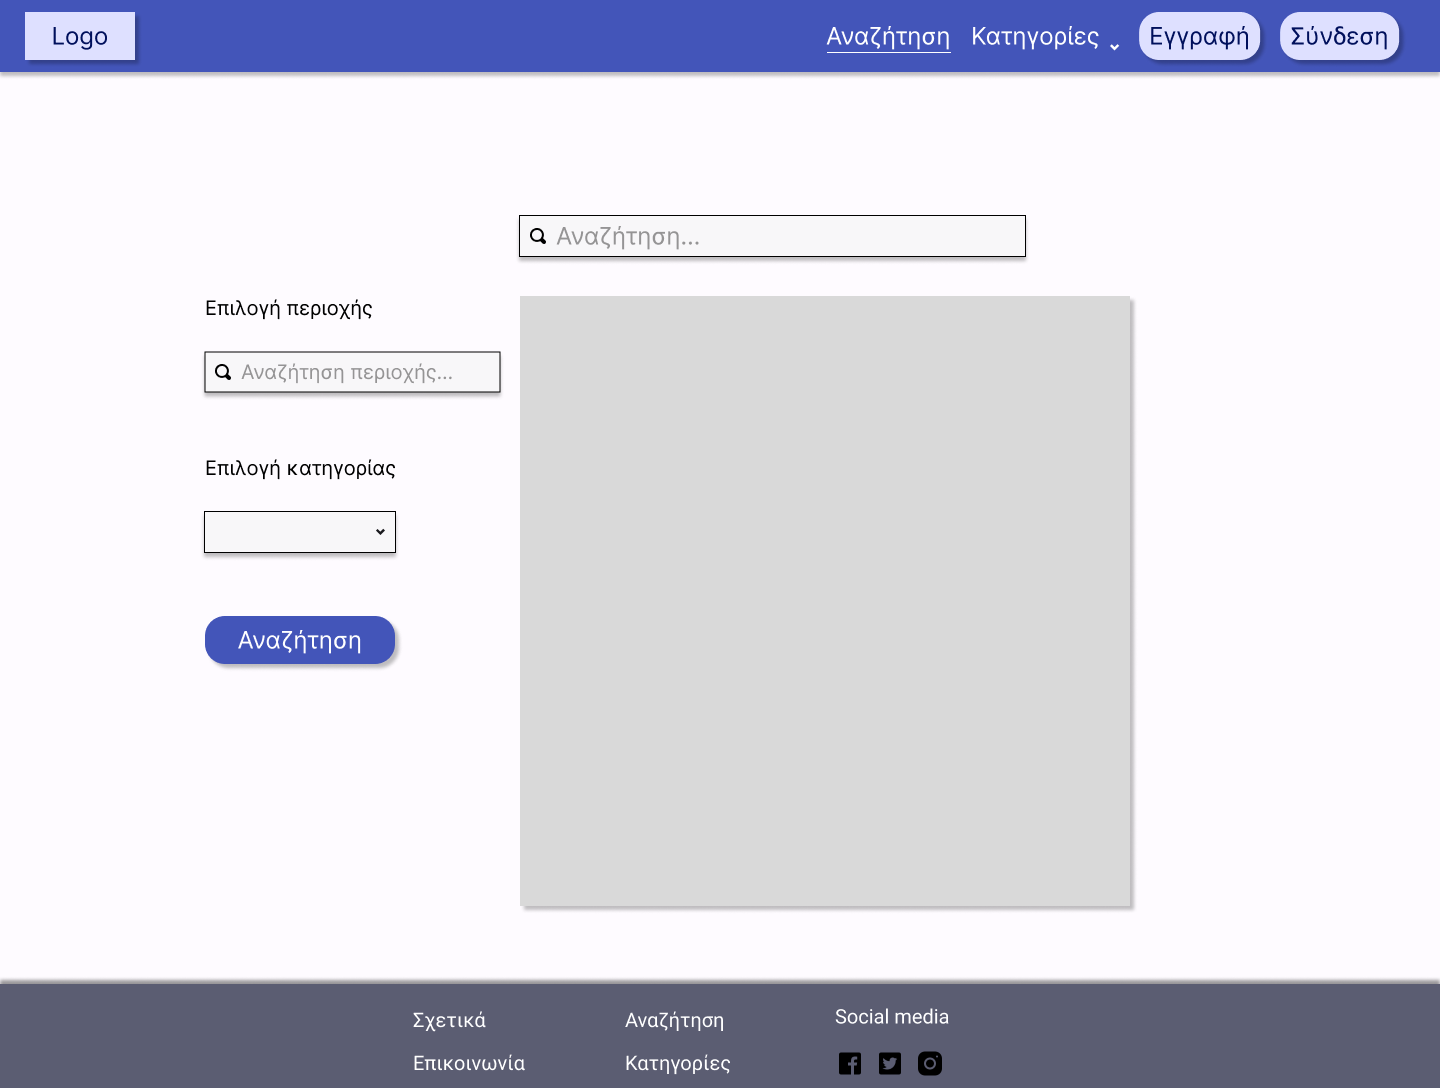 Logo
Αναζήτηση
Κατηγορίες
Εγγραφή
Σύνδεση
Αναζήτηση...
Επιλογή περιοχής
Αναζήτηση περιοχής...
Επιλογή κατηγορίας
Αναζήτηση
Σχετικά
Αναζήτηση
Social media
Επικοινωνία
Κατηγορίες